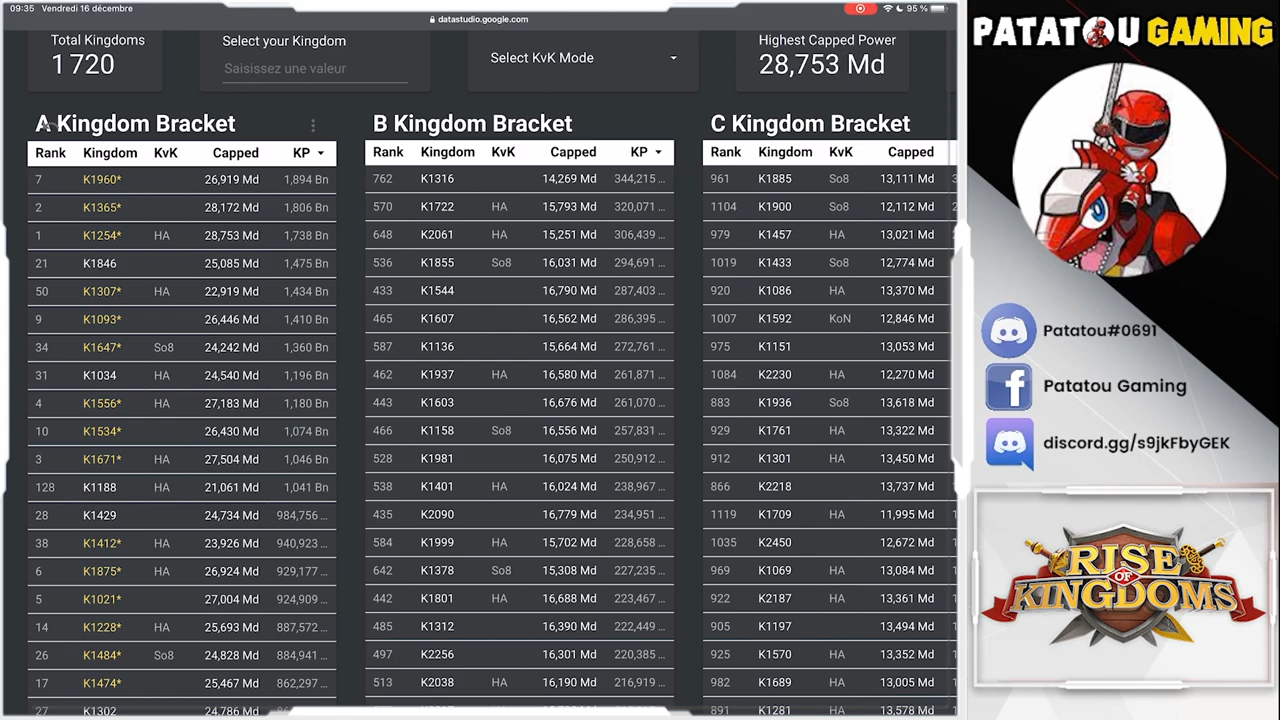 09:35 Vendredi 16 décembre
95 %
datastudio.google.com
Total Kingdoms
1 720
Select your Kingdom
Saisissez une valeur
Select KvK Mode
Highest Capped Power
28,753 Md
A Kingdom Bracket
Rank Kingdom KvK Capped KP
7 K1960* 26,919 Md 1,894 Bn
2 K1365* 28,172 Md 1,806 Bn
1 K1254* HA 28,753 Md 1,738 Bn
21 K1846 25,085 Md 1,475 Bn
50 K1307* HA 22,919 Md 1,434 Bn
9 K1093* 26,446 Md 1,410 Bn
34 K1647* So8 24,242 Md 1,360 Bn
31 K1034 HA 24,540 Md 1,196 Bn
4 K1556* HA 27,183 Md 1,180 Bn
10 K1534* 26,430 Md 1,074 Bn
3 K1671* HA 27,504 Md 1,046 Bn
128 K1188 HA 21,061 Md 1,041 Bn
28 K1429 24,734 Md 984,756 ...
38 K1412* HA 23,926 Md 940,923 ...
6 K1875* HA 26,924 Md 929,177 ...
5 K1021* 27,004 Md 924,909 ...
14 K1228* HA 25,693 Md 887,572 ...
26 K1484* So8 24,828 Md 884,941 ...
17 K1474* 25,467 Md 862,297 ...
27 K1302 24,786 Md
B Kingdom Bracket
Rank Kingdom KvK Capped KP
762 K1316 14,269 Md 344,215 ...
570 K1722 HA 15,793 Md 320,071 ...
648 K2061 HA 15,251 Md 306,439 ...
536 K1855 So8 16,031 Md 294,691 ...
433 K1544 16,790 Md 287,403 ...
465 K1607 16,562 Md 286,395 ...
587 K1136 15,664 Md 272,761 ...
462 K1937 HA 16,580 Md 261,871 ...
443 K1603 16,676 Md 261,070 ...
466 K1158 So8 16,556 Md 257,831 ...
528 K1981 16,075 Md 250,912 ...
538 K1401 HA 16,024 Md 238,967 ...
435 K2090 16,779 Md 234,951 ...
584 K1999 HA 15,702 Md 228,658 ...
642 K1378 So8 15,308 Md 227,235 ...
442 K1801 HA 16,688 Md 223,467 ...
485 K1312 16,390 Md 222,449 ...
497 K2256 16,301 Md 220,385 ...
513 K2038 HA 16,190 Md 216,919 ...
C Kingdom Bracket
Rank Kingdom KvK Capped
961 K1885 So8 13,111 Md
1104 K1900 So8 12,112 Md
979 K1457 HA 13,021 Md
1019 K1433 So8 12,774 Md
920 K1086 HA 13,370 Md
1007 K1592 KoN 12,846 Md
975 K1151 13,053 Md
1084 K2230 HA 12,270 Md
883 K1936 So8 13,618 Md
929 K1761 HA 13,322 Md
912 K1301 HA 13,450 Md
866 K2218 13,737 Md
1119 K1709 HA 11,995 Md
1035 K2450 12,672 Md
969 K1069 HA 13,084 Md
922 K2187 HA 13,361 Md
905 K1197 13,494 Md
925 K1570 HA 13,352 Md
982 K1689 HA 13,005 Md
891 K1281 HA 13,578 Md
PATATOU GAMING
Patatou#0691
Patatou Gaming
discord.gg/s9jkFbyGEK
RISE
OF
KINGDOMS